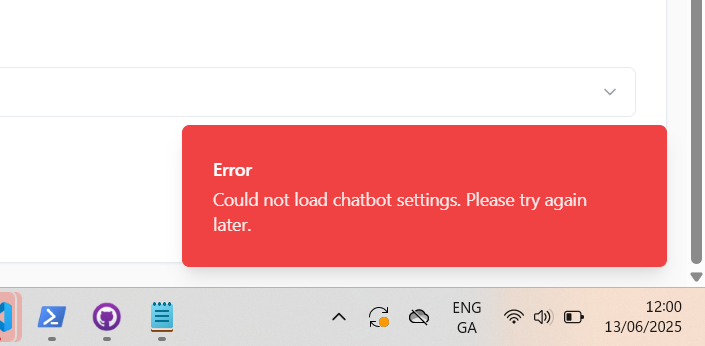 Error
Could not load chatbot settings. Please try again
later.
ENG
GA
12:00
13/06/2025